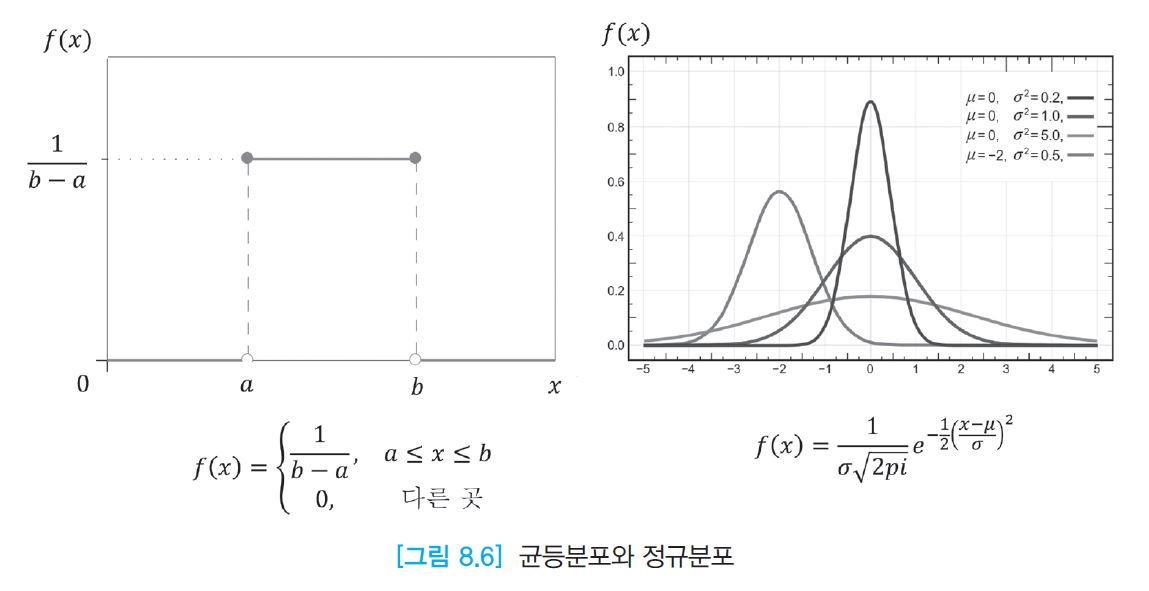 f(x)
1
b − a
0 a b x
f(x) = { 1/(b − a), a ≤ x ≤ b
0, 다른 곳
f(x)
μ=0, σ²=0.2,
μ=0, σ²=1.0,
μ=0, σ²=5.0,
μ=−2, σ²=0.5,
1.0
0.8
0.6
0.4
0.2
0.0
−5 −4 −3 −2 −1 0 1 2 3 4 5
f(x) = 1/(σ√2pi) e^(−1/2((x−μ)/σ)²)
[그림 8.6] 균등분포와 정규분포